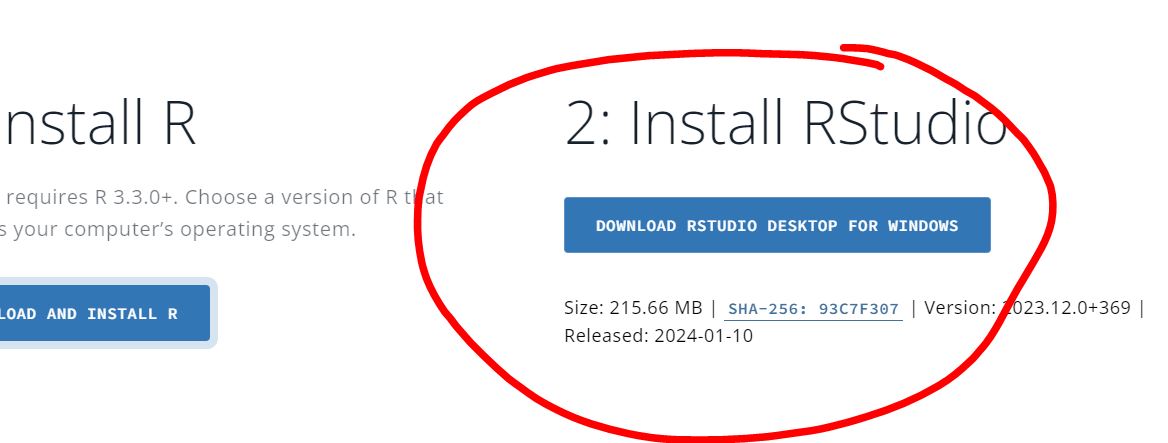 nstall R
requires R 3.3.0+. Choose a version of R that
s your computer's operating system.
LOAD AND INSTALL R
2: Install RStudio
DOWNLOAD RSTUDIO DESKTOP FOR WINDOWS
Size: 215.66 MB | SHA-256: 93C7F307 | Version: 2023.12.0+369 |
Released: 2024-01-10